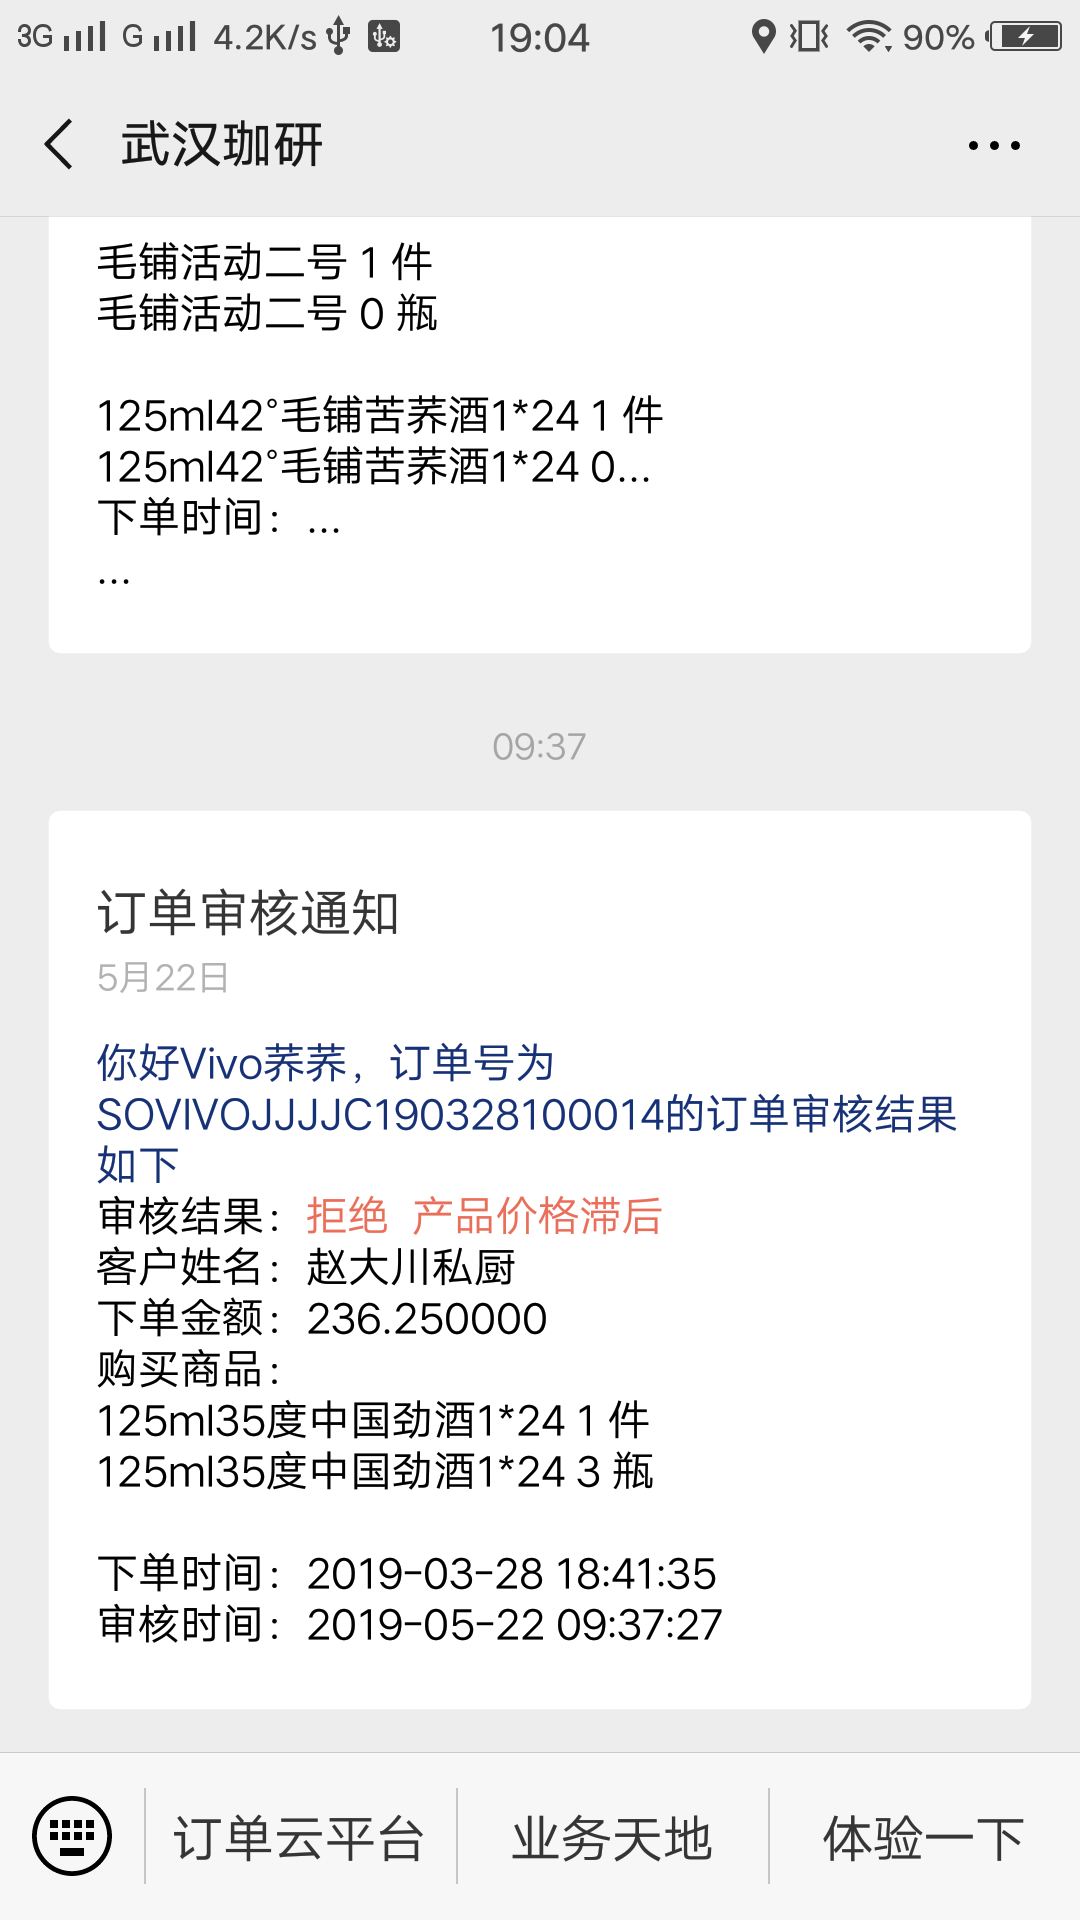 3G G 4.2K/s 19:04 90%
武汉珈研
毛铺活动二号 1 件
毛铺活动二号 0 瓶
125ml42°毛铺苦荞酒1*24 1 件
125ml42°毛铺苦荞酒1*24 0...
下单时间：...
...
09:37
订单审核通知
5月22日
你好Vivo荞荞，订单号为
SOVIVOJJJJC190328100014的订单审核结果
如下
审核结果：拒绝 产品价格滞后
客户姓名：赵大川私厨
下单金额：236.250000
购买商品：
125ml35度中国劲酒1*24 1 件
125ml35度中国劲酒1*24 3 瓶
下单时间：2019-03-28 18:41:35
审核时间：2019-05-22 09:37:27
订单云平台 业务天地 体验一下